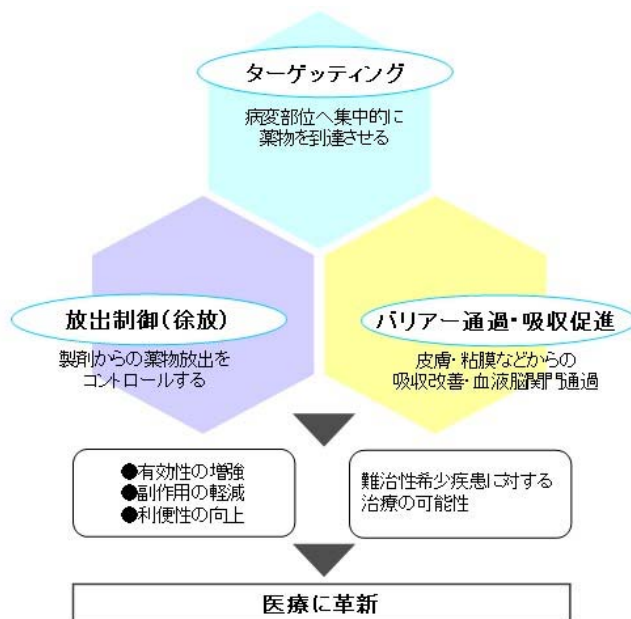 ターゲッティング
病変部位へ集中的に
薬物を到達させる
放出制御（徐放）
製剤からの薬物放出を
コントロールする
バリアー通過・吸収促進
皮膚・粘膜などからの
吸収改善・血液脳関門通過
●有効性の増強
●副作用の軽減
●利便性の向上
難治性希少疾患に対する
治療の可能性
医療に革新